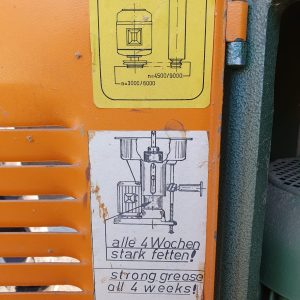 n=4500/9000
n=3000/6000
alle 4 Wochen
stark fetten!
strong grease
all 4 weeks!